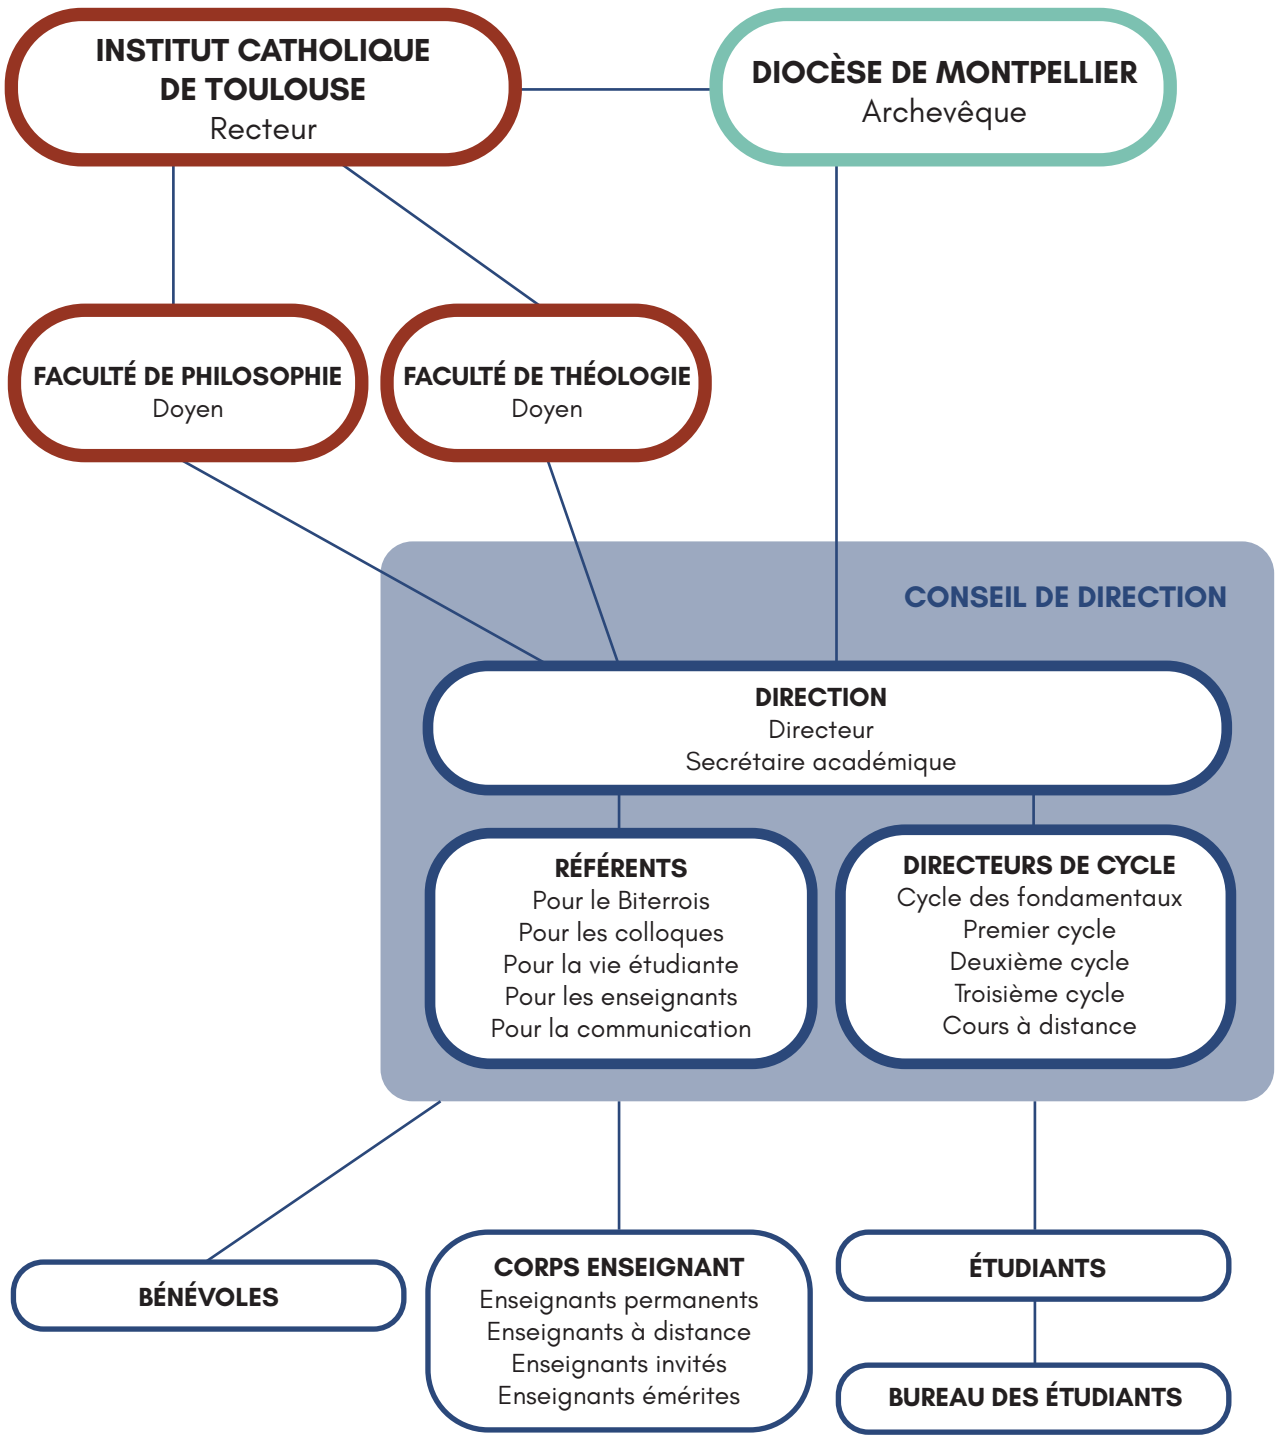 INSTITUT CATHOLIQUE
DE TOULOUSE
Recteur
DIOCÈSE DE MONTPELLIER
Archevêque
FACULTÉ DE PHILOSOPHIE
Doyen
FACULTÉ DE THÉOLOGIE
Doyen
CONSEIL DE DIRECTION
DIRECTION
Directeur
Secrétaire académique
RÉFÉRENTS
Pour le Biterrois
Pour les colloques
Pour la vie étudiante
Pour les enseignants
Pour la communication
DIRECTEURS DE CYCLE
Cycle des fondamentaux
Premier cycle
Deuxième cycle
Troisième cycle
Cours à distance
BÉNÉVOLES
CORPS ENSEIGNANT
Enseignants permanents
Enseignants à distance
Enseignants invités
Enseignants émérites
ÉTUDIANTS
BUREAU DES ÉTUDIANTS